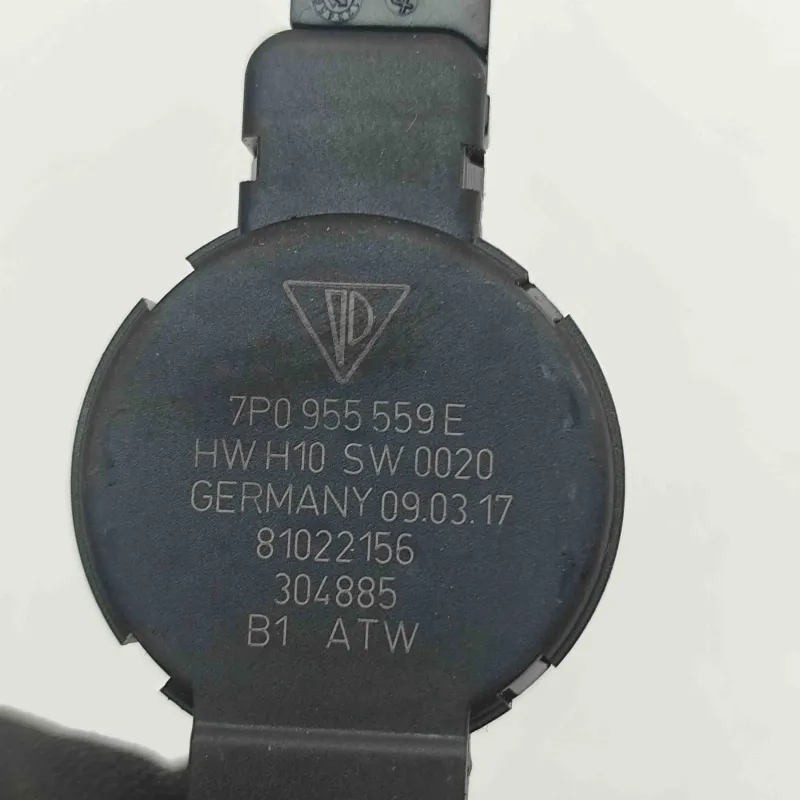 7P0 955 559 E
HW H10 SW 0020
GERMANY 09.03.17
81022156
304885
B1 ATW